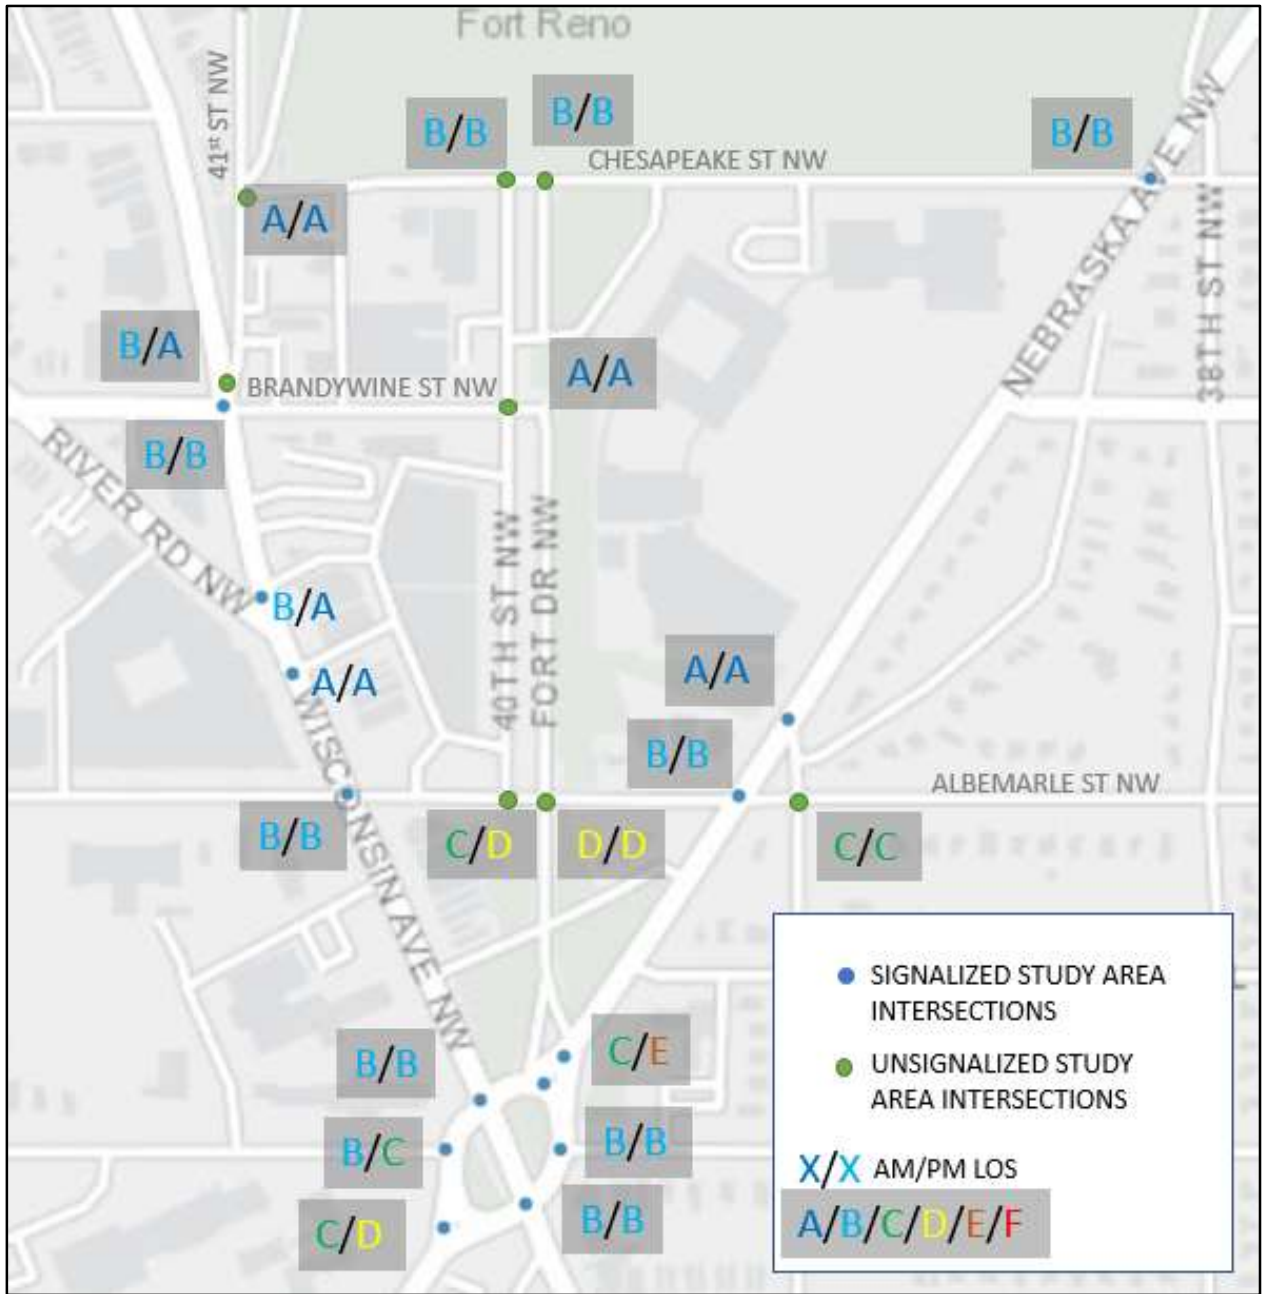 Fort Reno
41st ST NW
B/B
B/B
B/B
CHESAPEAKE ST NW
NEBRASKA AVE NW
A/A
38TH ST NW
B/A
BRANDYWINE ST NW
A/A
B/B
RIVER RD NW
40TH ST NW
FORT DR NW
B/A
A/A
A/A
WISCONSIN AVE NW
B/B
ALBEMARLE ST NW
B/B
C/D
D/D
C/C
SIGNALIZED STUDY AREA
INTERSECTIONS
UNSIGNALIZED STUDY
AREA INTERSECTIONS
X/X AM/PM LOS
A/B/C/D/E/F
B/B
C/E
B/C
B/B
C/D
B/B